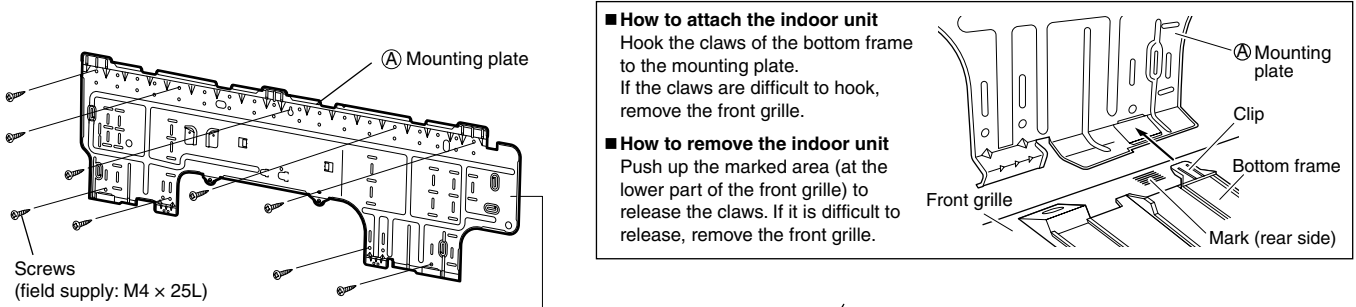 Ⓐ Mounting plate
Screws
(field supply: M4 × 25L)
■ How to attach the indoor unit
Hook the claws of the bottom frame
to the mounting plate.
If the claws are difficult to hook,
remove the front grille.
■ How to remove the indoor unit
Push up the marked area (at the
lower part of the front grille) to
release the claws. If it is difficult to
release, remove the front grille.
Ⓐ Mounting
plate
Clip
Bottom frame
Front grille
Mark (rear side)